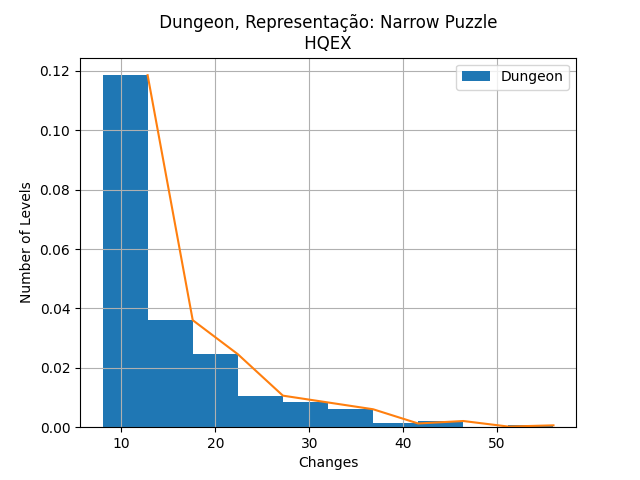 Dungeon, Representação: Narrow Puzzle
HQEX
Dungeon
0.12
0.10
0.08
0.06
0.04
0.02
0.00
Number of Levels
10 20 30 40 50
Changes